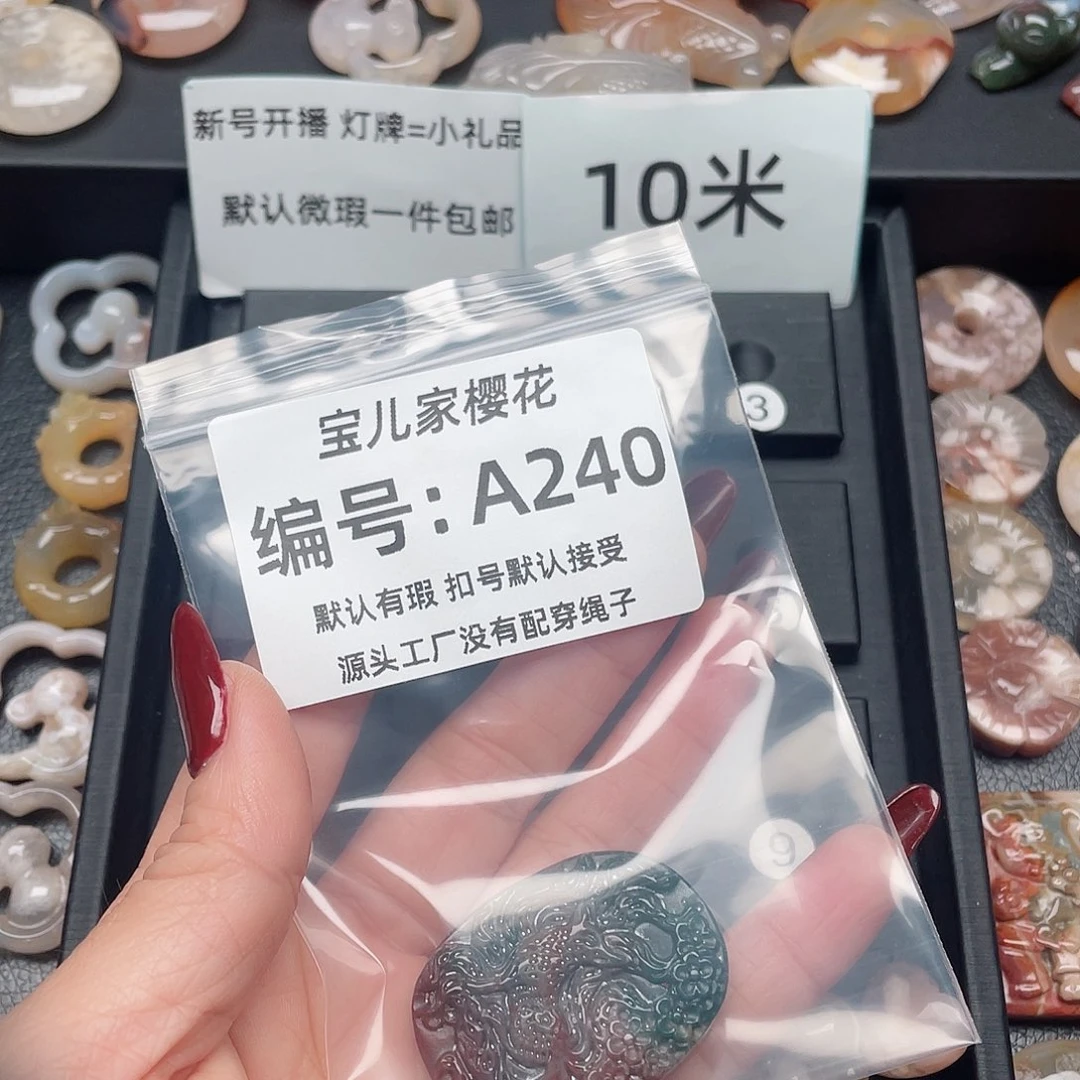 新号开播 灯牌=小礼品
默认微瑕一件包邮
10米
3
宝儿家樱花
编号：A240
默认有瑕 扣号默认接受
源头工厂没有配穿绳子
9